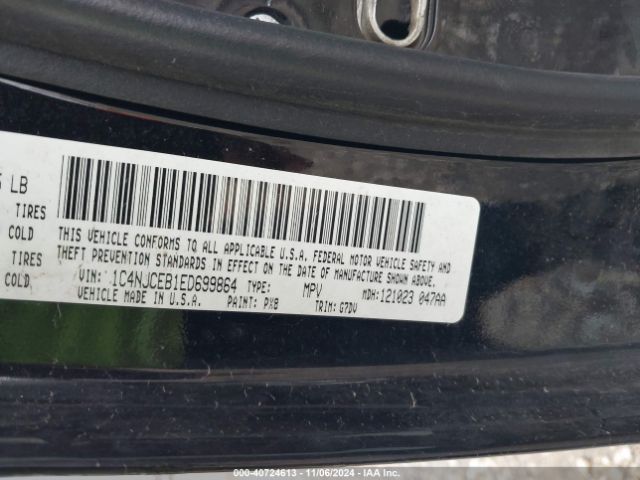 5 LB
TIRES
COLD
TIRES
COLD
THIS VEHICLE CONFORMS TO ALL APPLICABLE U.S.A. FEDERAL MOTOR VEHICLE SAFETY AND
THEFT PREVENTION STANDARDS IN EFFECT ON THE DATE OF MANUFACTURE SHOWN ABOVE.
VIN: 1C4NJCEB1ED699864 TYPE: MPV MDH:121023 047AA
VEHICLE MADE IN U.S.A. PAINT: PX8 TRIM: G7DV
000-40724613 - 11/06/2024 - IAA Inc.